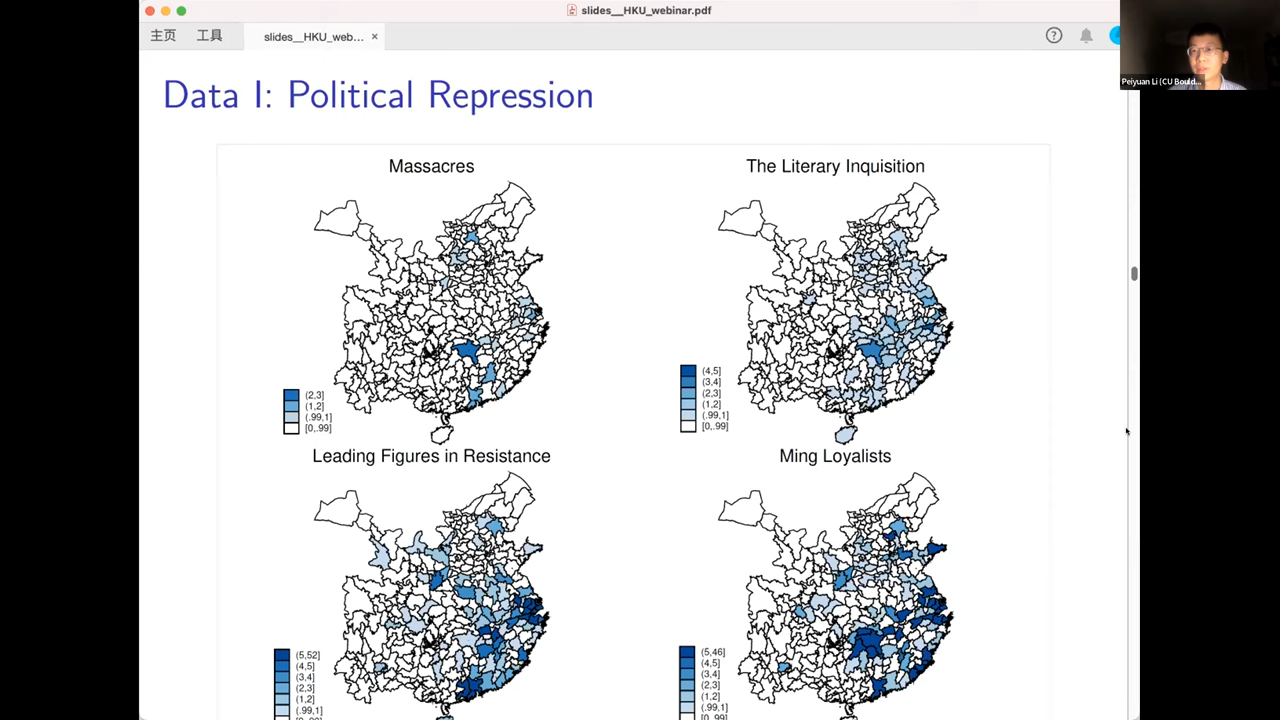 slides__HKU_webinar.pdf
主页 工具 slides__HKU_web... ×
Peiyuan Li (CU Bould...
Data I: Political Repression
Massacres
(2,3]
(1,2]
(.99,1]
[0,.99]
The Literary Inquisition
(4,5]
(3,4]
(2,3]
(1,2]
(.99,1]
[0,.99]
Leading Figures in Resistance
(5,52]
(4,5]
(3,4]
(2,3]
(1,2]
(.99,1]
Ming Loyalists
(5,46]
(4,5]
(3,4]
(2,3]
(1,2]
(.99,1]